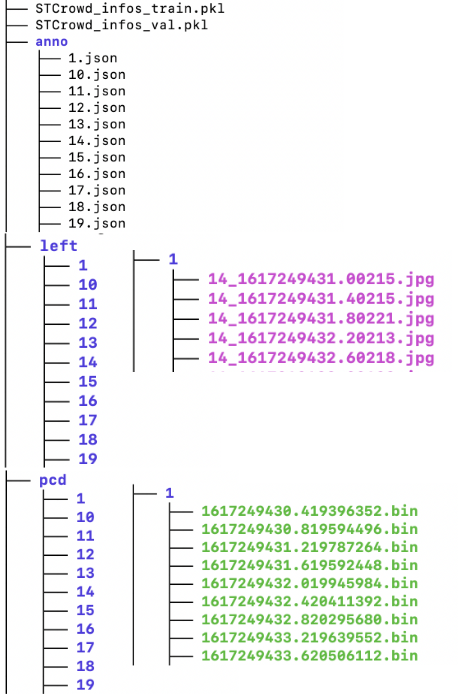 STCrowd_infos_train.pkl
STCrowd_infos_val.pkl
anno
1.json
10.json
11.json
12.json
13.json
14.json
15.json
16.json
17.json
18.json
19.json
left
1
10
11
12
13
14
15
16
17
18
19
1
14_1617249431.00215.jpg
14_1617249431.40215.jpg
14_1617249431.80221.jpg
14_1617249432.20213.jpg
14_1617249432.60218.jpg
pcd
1
10
11
12
13
14
15
16
17
18
19
1
1617249430.419396352.bin
1617249430.819594496.bin
1617249431.219787264.bin
1617249431.619592448.bin
1617249432.019945984.bin
1617249432.420411392.bin
1617249432.820295680.bin
1617249433.219639552.bin
1617249433.620506112.bin